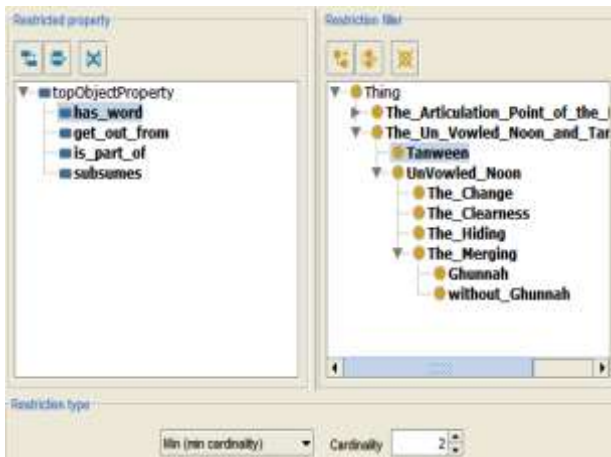 Restricted property
topObjectProperty
has_word
get_out_from
is_part_of
subsumes
Restriction filler
Thing
The_Articulation_Point_of_the_
The_Un_Vowled_Noon_and_Tar
Tanween
UnVowled_Noon
The_Change
The_Clearness
The_Hiding
The_Merging
Ghunnah
without_Ghunnah
Restriction type
Min (min cardinality)
Cardinality
2